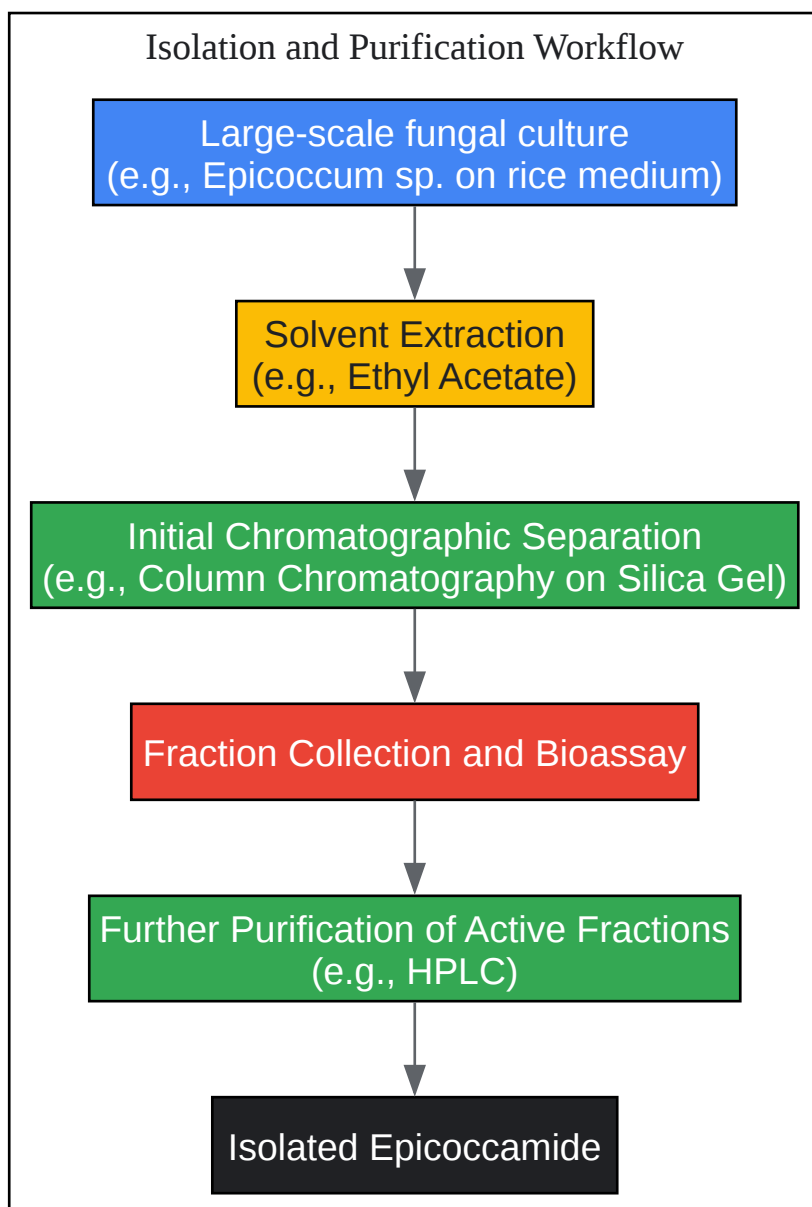 Isolation and Purification Workflow
Large-scale fungal culture
(e.g., Epicoccum sp. on rice medium)
Solvent Extraction
(e.g., Ethyl Acetate)
Initial Chromatographic Separation
(e.g., Column Chromatography on Silica Gel)
Fraction Collection and Bioassay
Further Purification of Active Fractions
(e.g., HPLC)
Isolated Epicoccamide